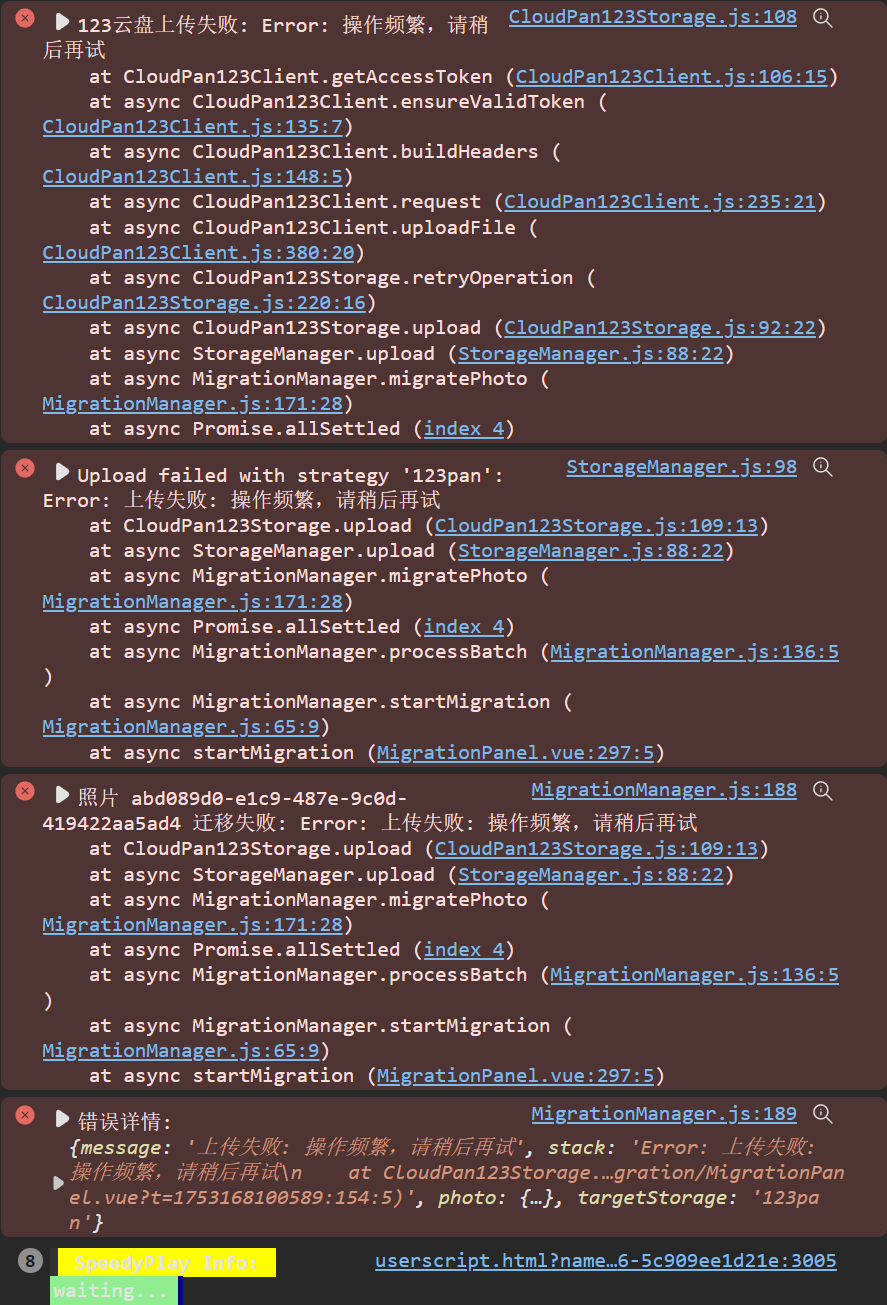 123云盘上传失败: Error: 操作频繁，请稍 CloudPan123Storage.js:108
后再试
at CloudPan123Client.getAccessToken (CloudPan123Client.js:106:15)
at async CloudPan123Client.ensureValidToken (
CloudPan123Client.js:135:7)
at async CloudPan123Client.buildHeaders (
CloudPan123Client.js:148:5)
at async CloudPan123Client.request (CloudPan123Client.js:235:21)
at async CloudPan123Client.uploadFile (
CloudPan123Client.js:380:20)
at async CloudPan123Storage.retryOperation (
CloudPan123Storage.js:220:16)
at async CloudPan123Storage.upload (CloudPan123Storage.js:92:22)
at async StorageManager.upload (StorageManager.js:88:22)
at async MigrationManager.migratePhoto (
MigrationManager.js:171:28)
at async Promise.allSettled (index 4)
Upload failed with strategy '123pan': StorageManager.js:98
Error: 上传失败: 操作频繁，请稍后再试
at CloudPan123Storage.upload (CloudPan123Storage.js:109:13)
at async StorageManager.upload (StorageManager.js:88:22)
at async MigrationManager.migratePhoto (
MigrationManager.js:171:28)
at async Promise.allSettled (index 4)
at async MigrationManager.processBatch (MigrationManager.js:136:5
)
at async MigrationManager.startMigration (
MigrationManager.js:65:9)
at async startMigration (MigrationPanel.vue:297:5)
照片 abd089d0-e1c9-487e-9c0d- MigrationManager.js:188
419422aa5ad4 迁移失败: Error: 上传失败: 操作频繁，请稍后再试
at CloudPan123Storage.upload (CloudPan123Storage.js:109:13)
at async StorageManager.upload (StorageManager.js:88:22)
at async MigrationManager.migratePhoto (
MigrationManager.js:171:28)
at async Promise.allSettled (index 4)
at async MigrationManager.processBatch (MigrationManager.js:136:5
)
at async MigrationManager.startMigration (
MigrationManager.js:65:9)
at async startMigration (MigrationPanel.vue:297:5)
错误详情: MigrationManager.js:189
{message: '上传失败: 操作频繁，请稍后再试', stack: 'Error: 上传失败:
操作频繁，请稍后再试\n    at CloudPan123Storage.…gration/MigrationPan
el.vue?t=1753168100589:154:5)', photo: {…}, targetStorage: '123pa
n'}
8 SpeedyPlay Info: userscript.html?name…6-5c909ee1d21e:3005
waiting...